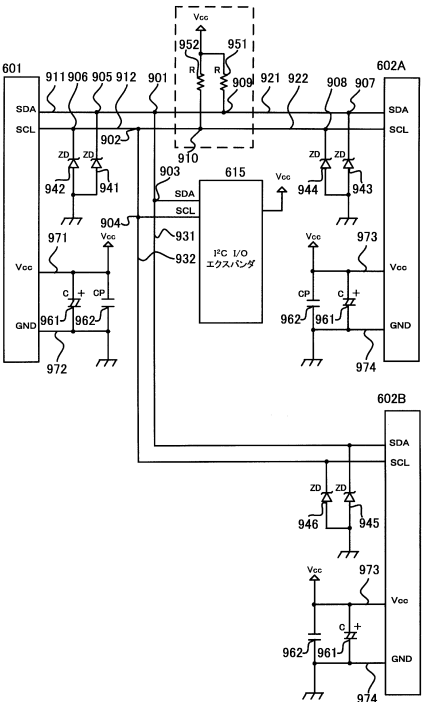 Vcc
952
951
601
602A
911
906
905
912
901
R
R
909
921
922
908
907
SDA
SDA
SCL
SCL
902
910
ZD
ZD
903
615
Vcc
ZD
ZD
942
941
SDA
944
943
904
SCL
931
I²C I/O
エクスパンダ
971
Vcc
932
Vcc
973
Vcc
Vcc
C
+
CP
CP
C
+
961
962
962
961
GND
GND
972
974
602B
SDA
SCL
ZD
ZD
946
945
Vcc
973
Vcc
C
+
962
961
GND
974